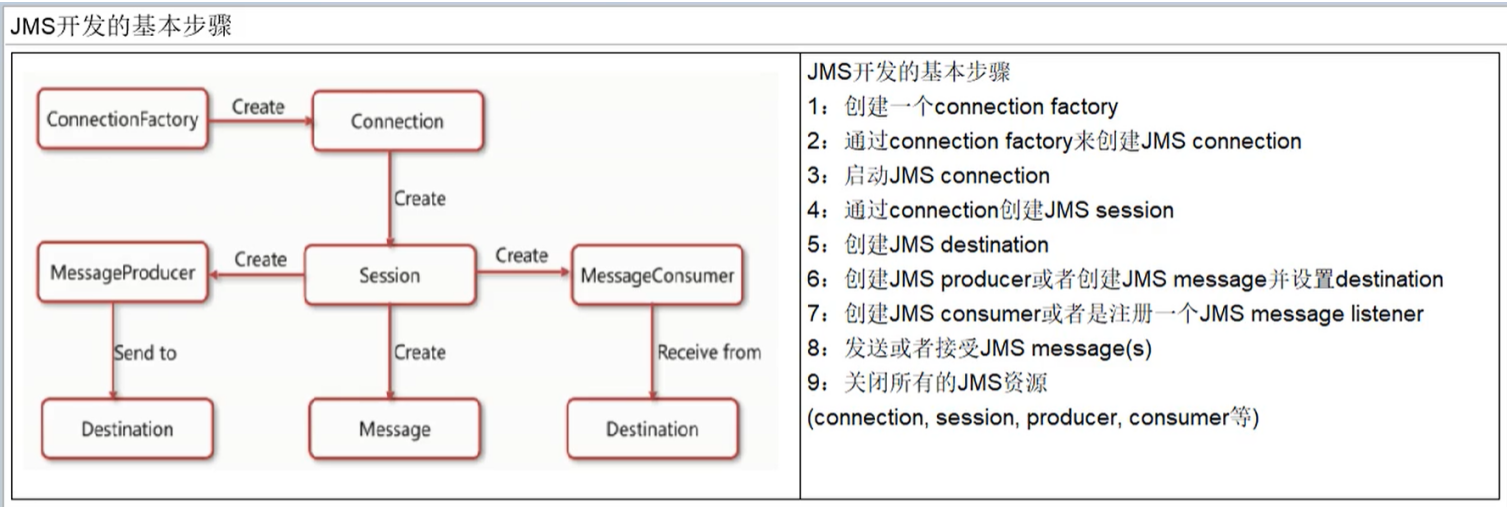 JMS开发的基本步骤
ConnectionFactory
Create
Connection
Create
MessageProducer
Create
Session
Create
MessageConsumer
Send to
Create
Receive from
Destination
Message
Destination
JMS开发的基本步骤
1：创建一个connection factory
2：通过connection factory来创建JMS connection
3：启动JMS connection
4：通过connection创建JMS session
5：创建JMS destination
6：创建JMS producer或者创建JMS message并设置destination
7：创建JMS consumer或者是注册一个JMS message listener
8：发送或者接受JMS message(s)
9：关闭所有的JMS资源
(connection, session, producer, consumer等)